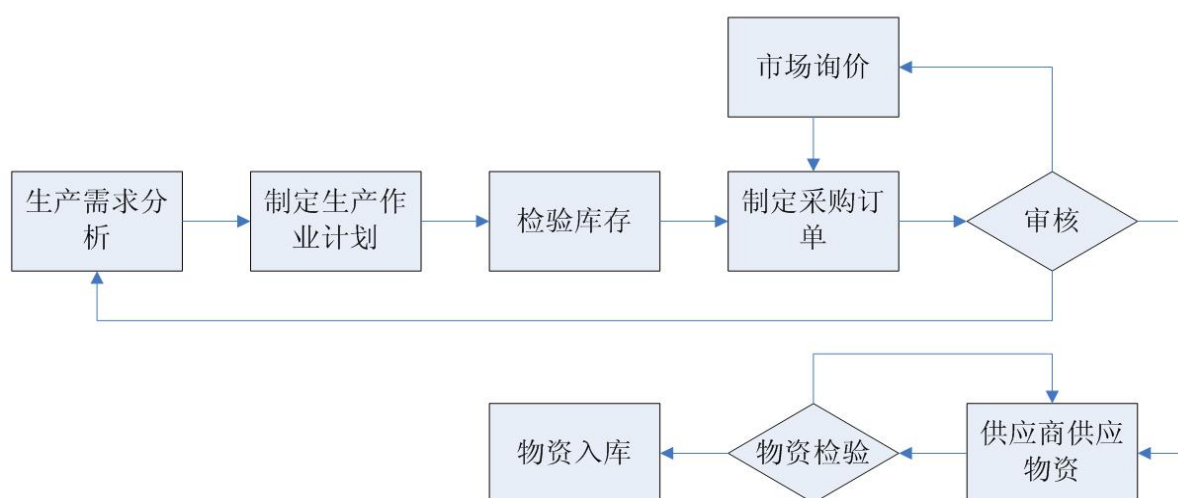 市场询价
生产需求分
析
制定生产作
业计划
检验库存
制定采购订
单
审核
物资入库
物资检验
供应商供应
物资